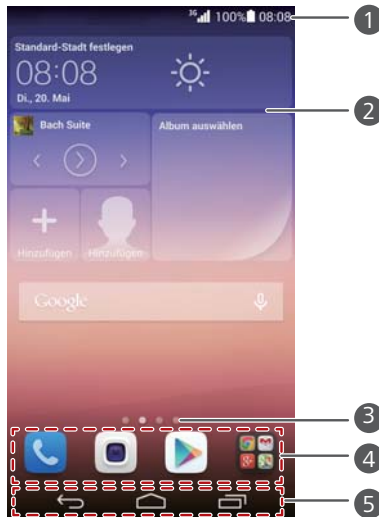 3G 100% 08:08
1
Standard-Stadt festlegen
08:08
Di., 20. Mai
2
Bach Suite
Album auswählen
Hinzufügen
Hinzufügen
Google
3
4
5